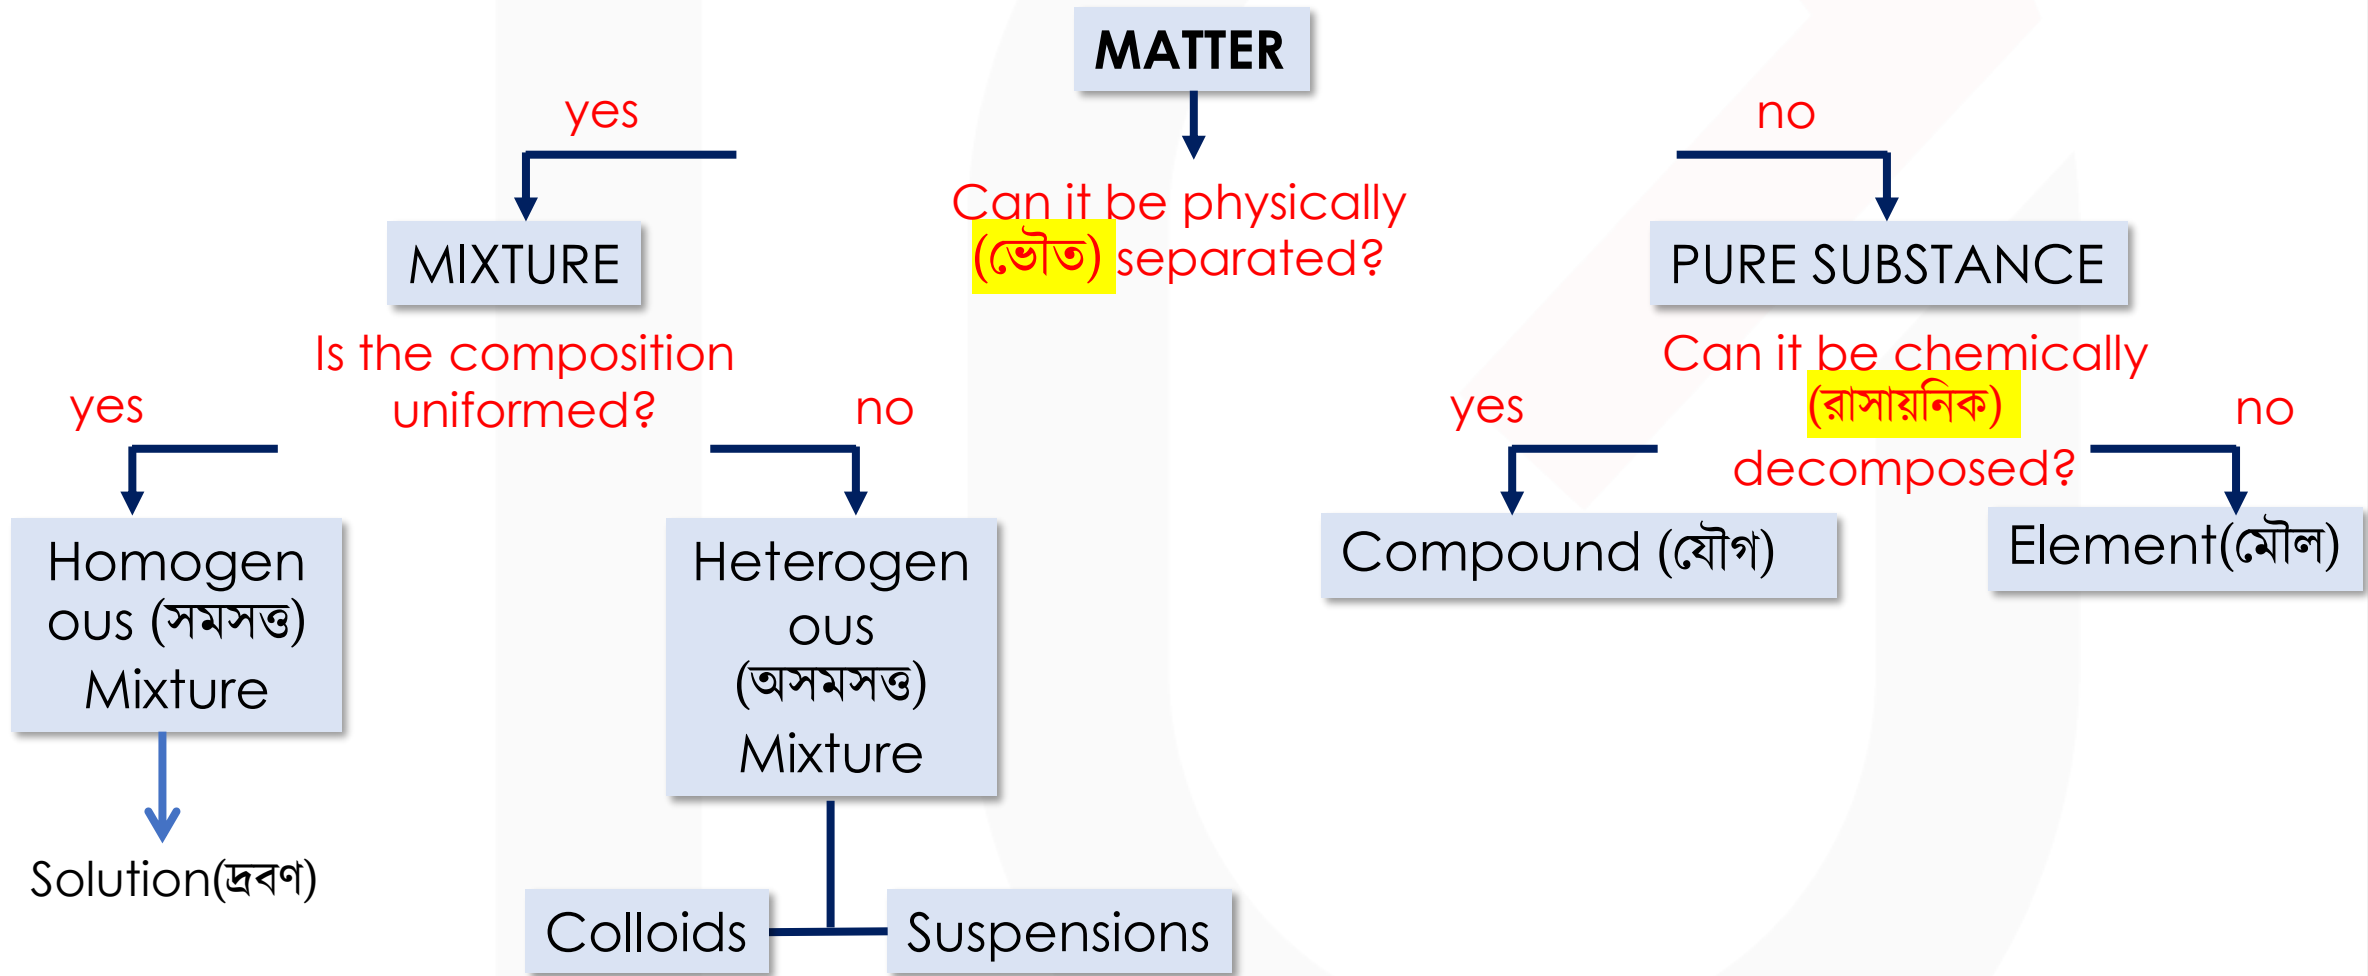 MATTER
yes
no
Can it be physically
(ভৌত) separated?
MIXTURE
PURE SUBSTANCE
Is the composition
uniformed?
yes
no
Can it be chemically
(রাসায়নিক)
decomposed?
yes
no
Homogen
ous (সমসত্ত)
Mixture
Heterogen
ous
(অসমসত্ত)
Mixture
Compound (যৌগ)
Element(মৌল)
Solution(দ্রবণ)
Colloids
Suspensions